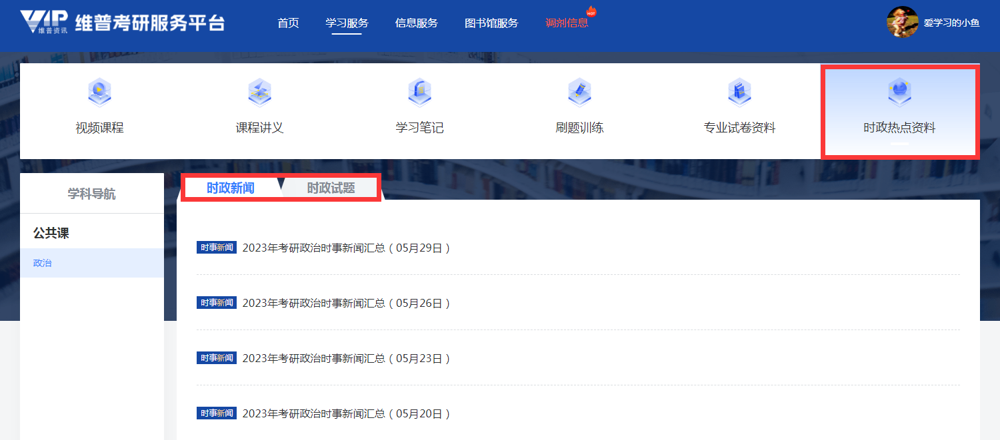 VIP 维普资讯 维普考研服务平台 首页 学习服务 信息服务 图书馆服务 调剂信息 HOT 爱学习的小鱼
视频课程 课程讲义 学习笔记 刷题训练 专业试卷资料 时政热点资料
学科导航
公共课
政治
时政新闻 时政试题
时事新闻 2023年考研政治时事新闻汇总（05月29日）
时事新闻 2023年考研政治时事新闻汇总（05月26日）
时事新闻 2023年考研政治时事新闻汇总（05月23日）
时事新闻 2023年考研政治时事新闻汇总（05月20日）